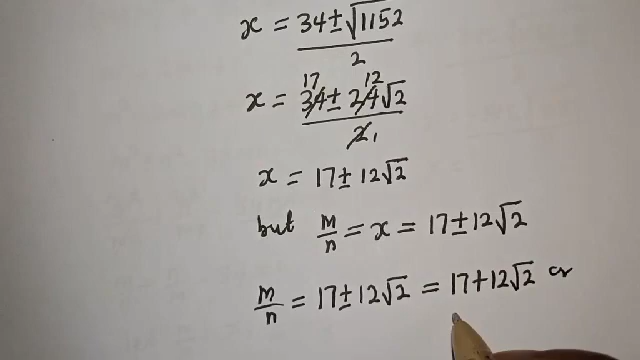 x = 34±√1152
2
17 12
x = 34± 24√2
2 1
x = 17± 12√2
but m/n = x = 17±12√2
m/n = 17± 12√2 = 17+12√2 or